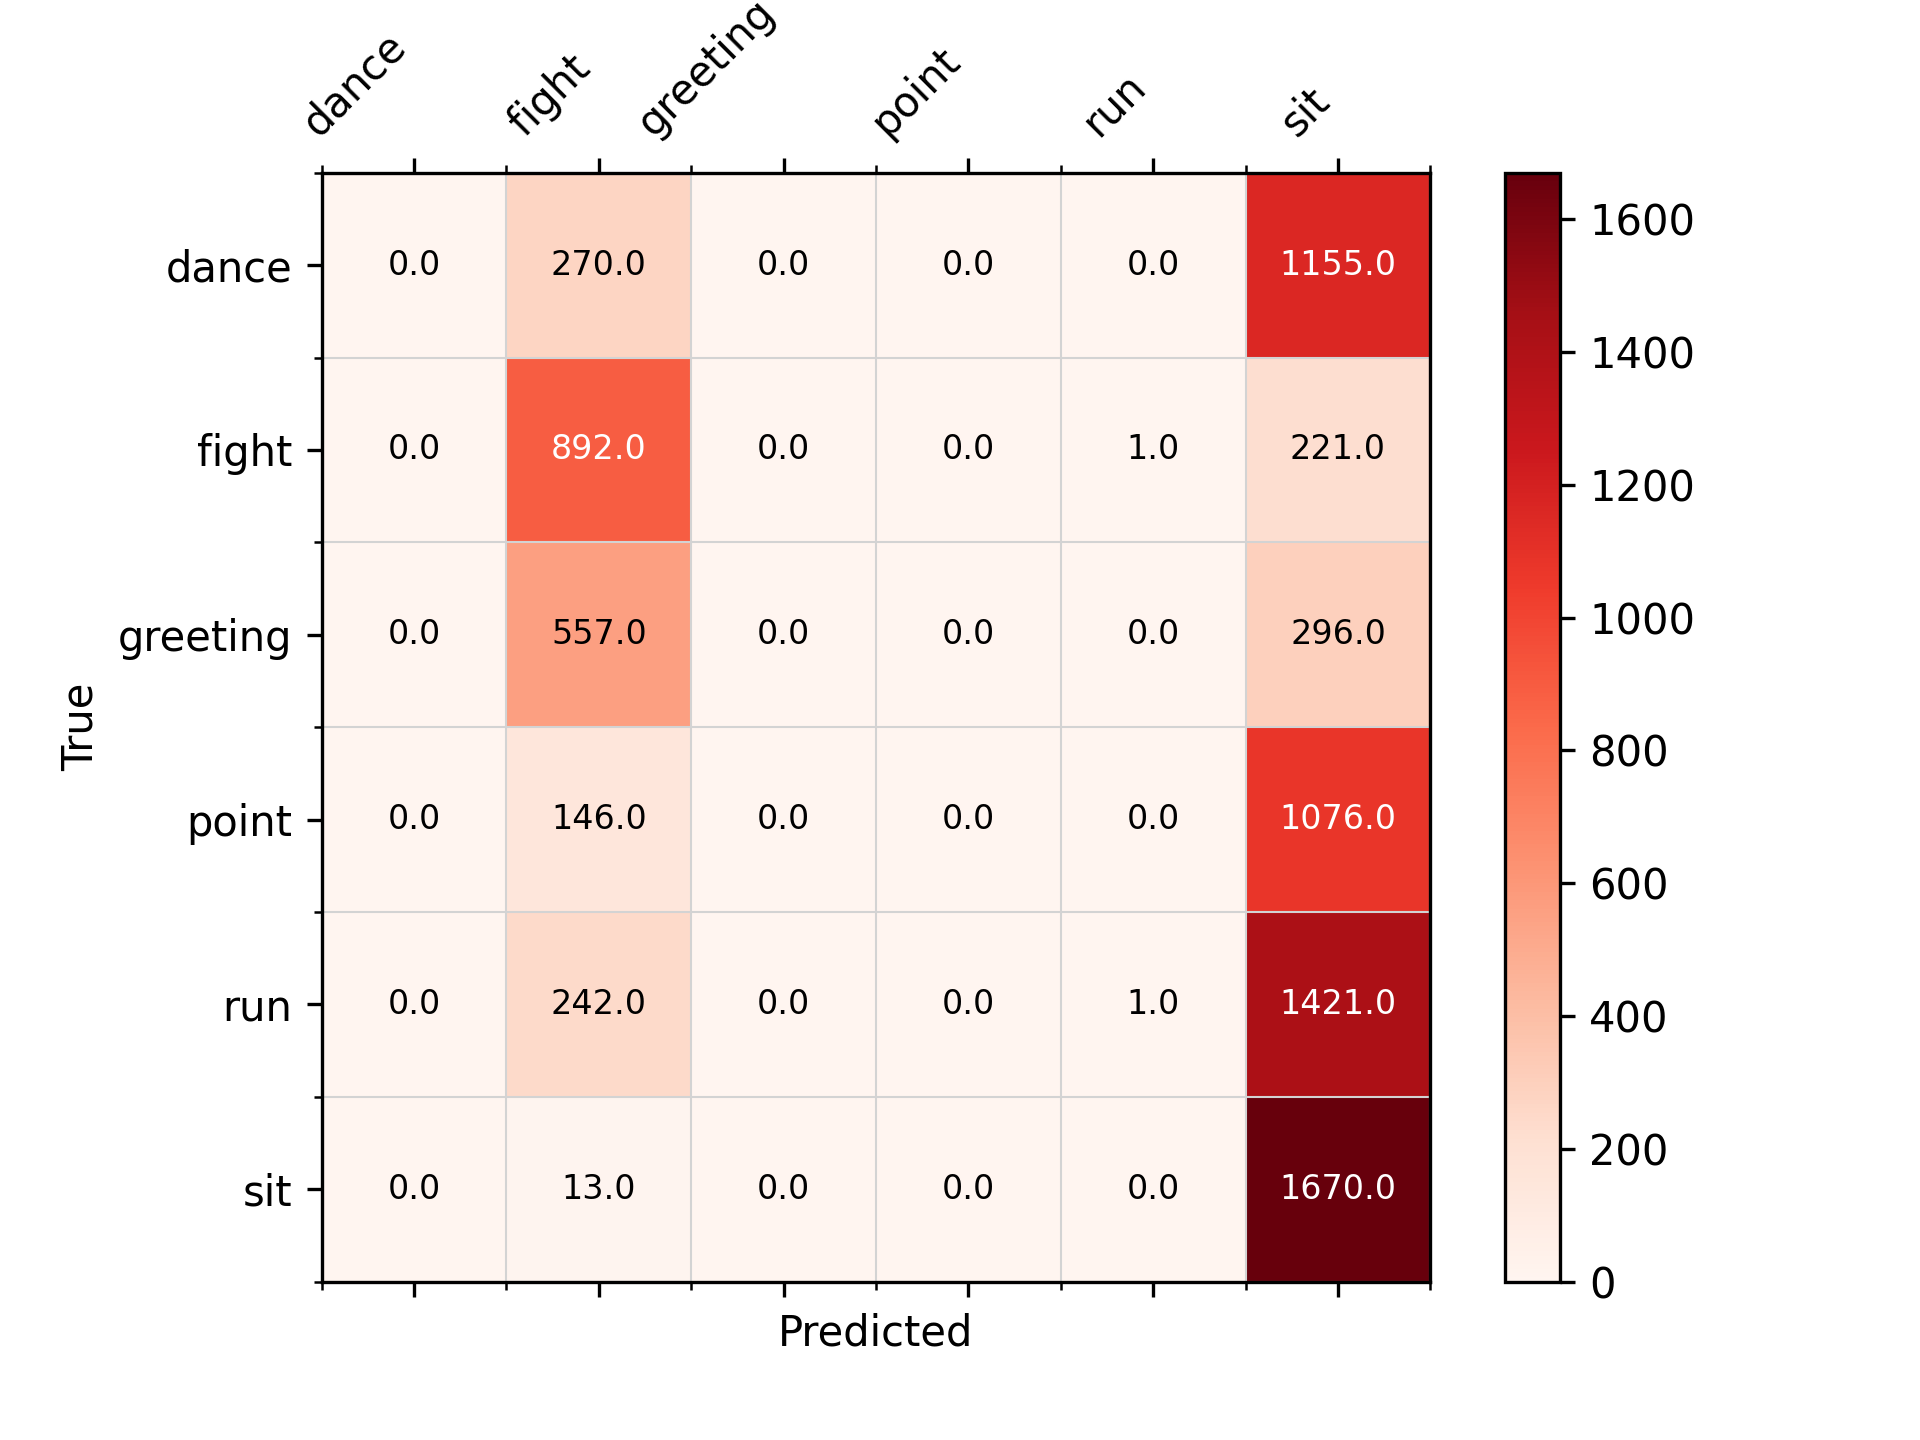 dance fight greeting point run sit
dance 0.0 270.0 0.0 0.0 0.0 1155.0
fight 0.0 892.0 0.0 0.0 1.0 221.0
greeting 0.0 557.0 0.0 0.0 0.0 296.0
point 0.0 146.0 0.0 0.0 0.0 1076.0
run 0.0 242.0 0.0 0.0 1.0 1421.0
sit 0.0 13.0 0.0 0.0 0.0 1670.0
True
Predicted
1600
1400
1200
1000
800
600
400
200
0